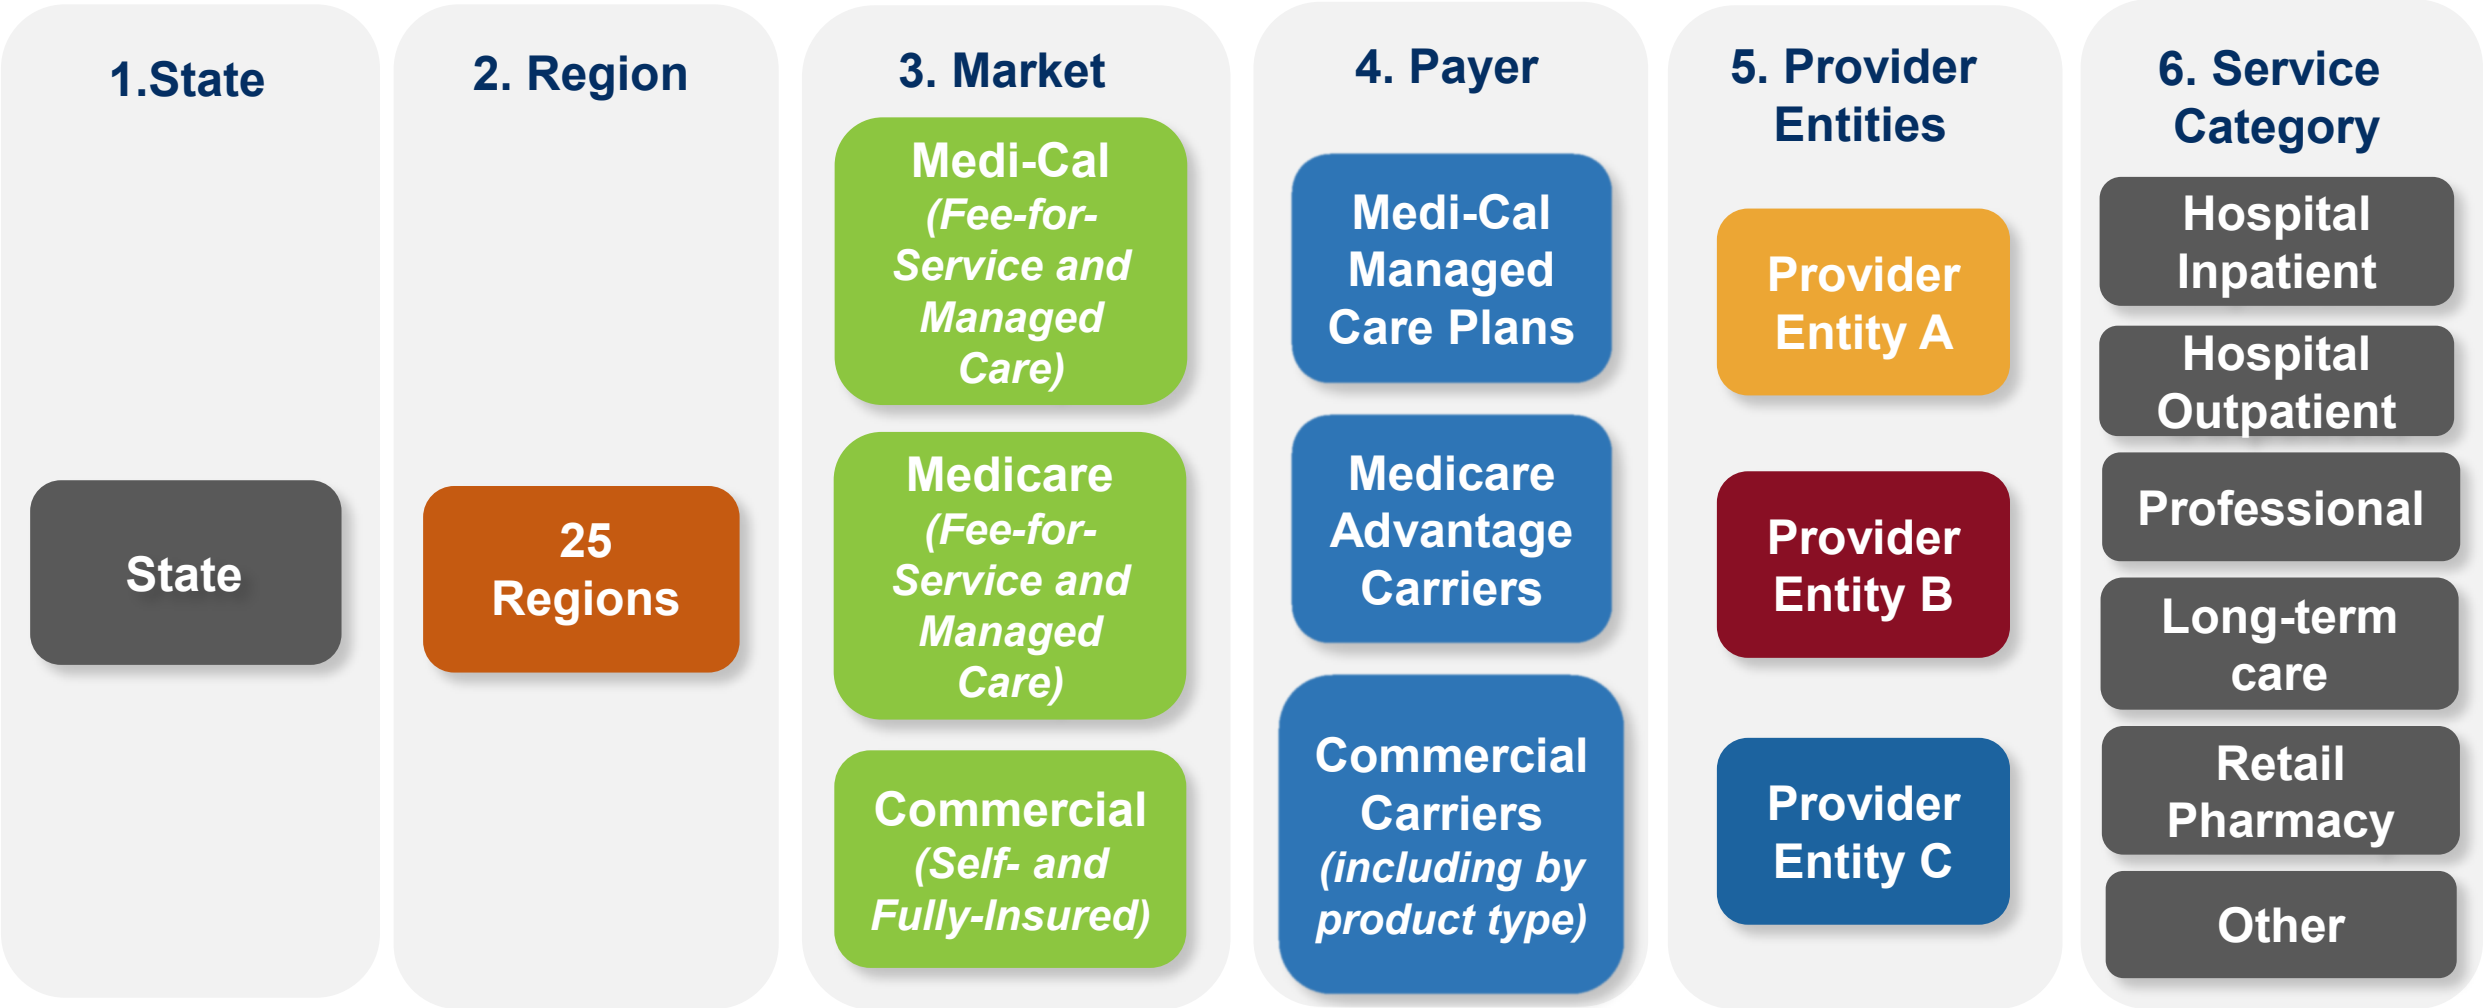 1.State
State
2. Region
25
Regions
3. Market
Medi-Cal
(Fee-for-
Service and
Managed
Care)
Medicare
(Fee-for-
Service and
Managed
Care)
Commercial
(Self- and
Fully-Insured)
4. Payer
Medi-Cal
Managed
Care Plans
Medicare
Advantage
Carriers
Commercial
Carriers
(including by
product type)
5. Provider
Entities
Provider
Entity A
Provider
Entity B
Provider
Entity C
6. Service
Category
Hospital
Inpatient
Hospital
Outpatient
Professional
Long-term
care
Retail
Pharmacy
Other